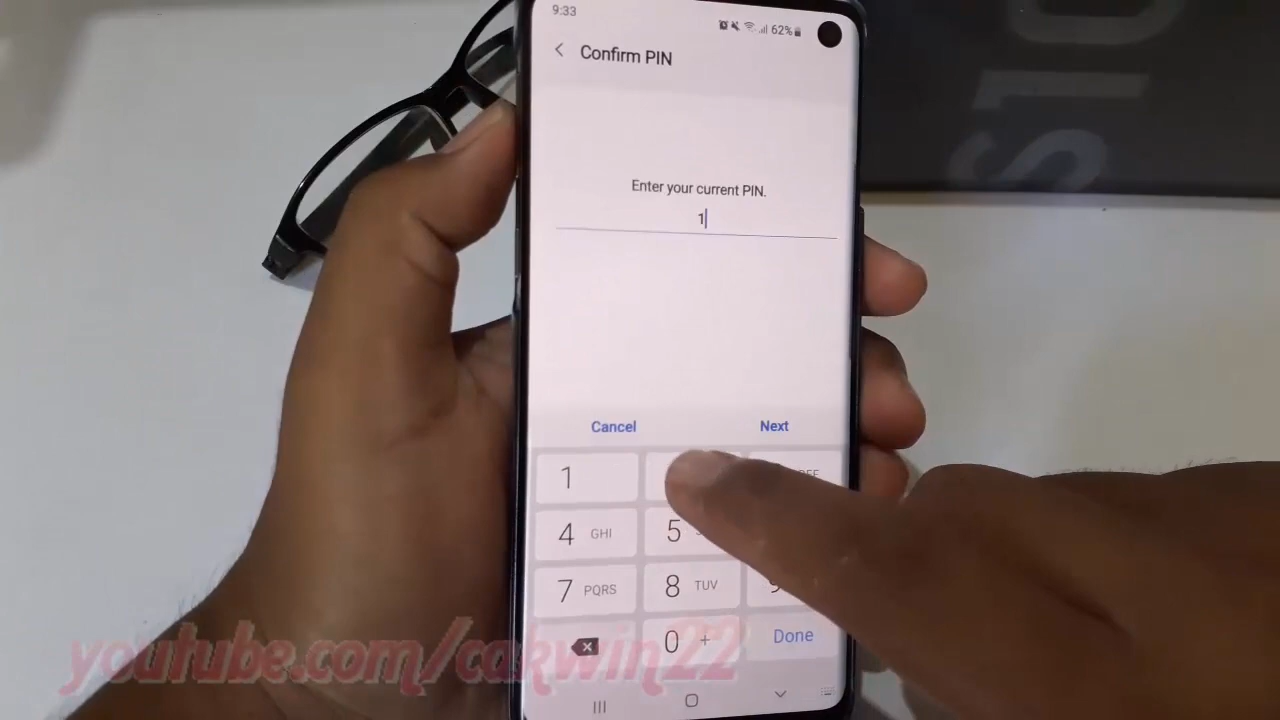 9:33
62%
Confirm PIN
Enter your current PIN.
1
Cancel
Next
1
4 GHI
5
7 PQRS
8 TUV
0 +
Done
youtube.com/cakwin22